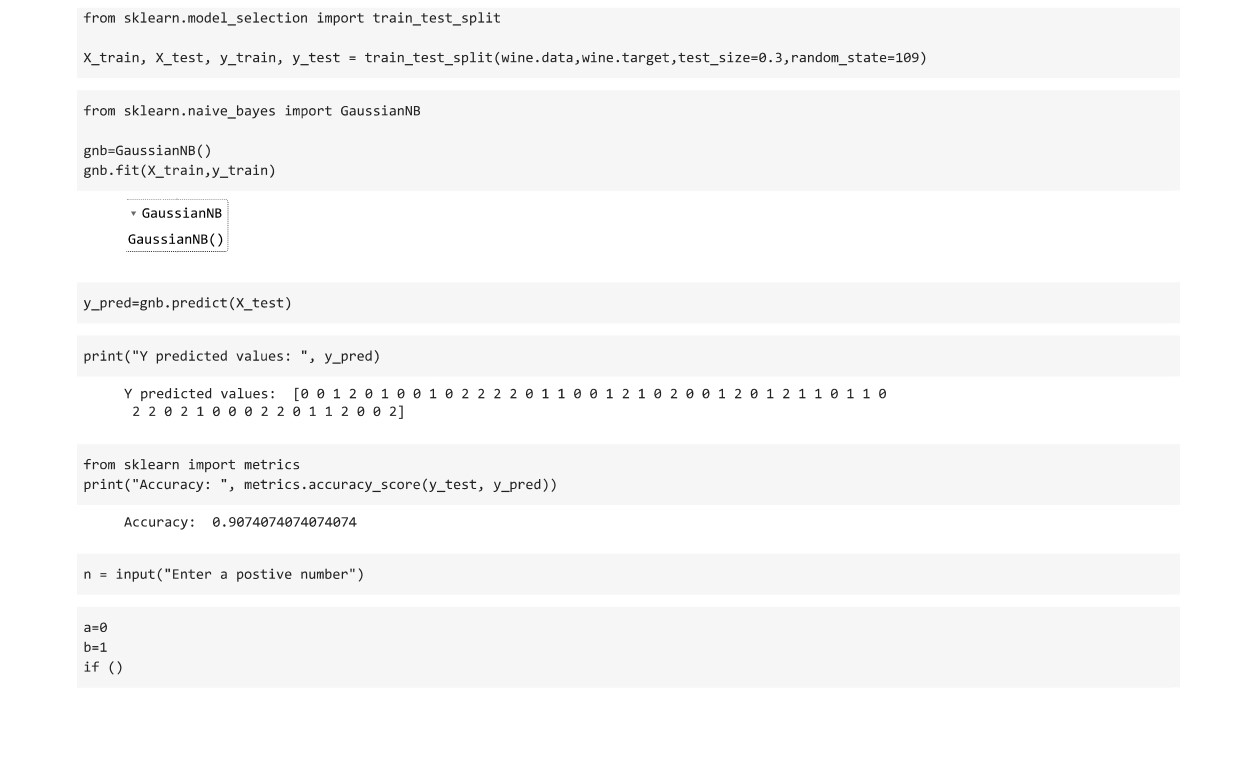 from sklearn.model_selection import train_test_split
X_train, X_test, y_train, y_test = train_test_split(wine.data,wine.target,test_size=0.3,random_state=109)
from sklearn.naive_bayes import GaussianNB
gnb=GaussianNB()
gnb.fit(X_train,y_train)
▾ GaussianNB
GaussianNB()
y_pred=gnb.predict(X_test)
print("Y predicted values: ", y_pred)
Y predicted values:  [0 0 1 2 0 1 0 0 1 0 2 2 2 2 0 1 1 0 0 1 2 1 0 2 0 0 1 2 0 1 2 1 1 0 1 1 0
 2 2 0 2 1 0 0 0 2 2 0 1 1 2 0 0 2]
from sklearn import metrics
print("Accuracy: ", metrics.accuracy_score(y_test, y_pred))
Accuracy:  0.9074074074074074
n = input("Enter a postive number")
a=0
b=1
if ()